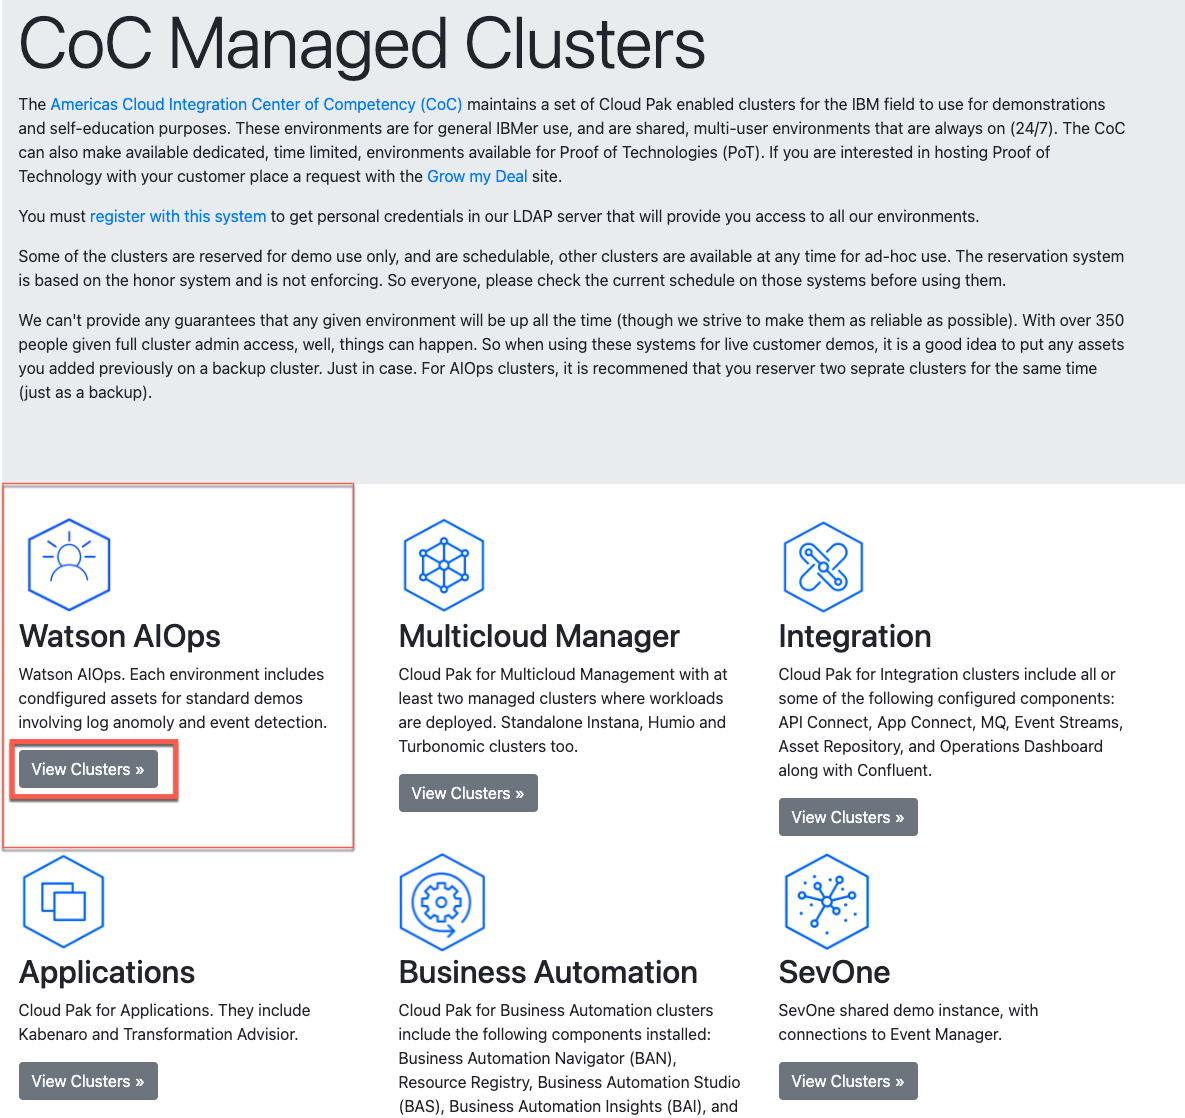 CoC Managed Clusters
The Americas Cloud Integration Center of Competency (CoC) maintains a set of Cloud Pak enabled clusters for the IBM field to use for demonstrations
and self-education purposes. These environments are for general IBMer use, and are shared, multi-user environments that are always on (24/7). The CoC
can also make available dedicated, time limited, environments available for Proof of Technologies (PoT). If you are interested in hosting Proof of
Technology with your customer place a request with the Grow my Deal site.
You must register with this system to get personal credentials in our LDAP server that will provide you access to all our environments.
Some of the clusters are reserved for demo use only, and are schedulable, other clusters are available at any time for ad-hoc use. The reservation system
is based on the honor system and is not enforcing. So everyone, please check the current schedule on those systems before using them.
We can't provide any guarantees that any given environment will be up all the time (though we strive to make them as reliable as possible). With over 350
people given full cluster admin access, well, things can happen. So when using these systems for live customer demos, it is a good idea to put any assets
you added previously on a backup cluster. Just in case. For AIOps clusters, it is recommened that you reserver two seprate clusters for the same time
(just as a backup).
Watson AIOps
Watson AIOps. Each environment includes
condfigured assets for standard demos
involving log anomoly and event detection.
View Clusters »
Multicloud Manager
Cloud Pak for Multicloud Management with at
least two managed clusters where workloads
are deployed. Standalone Instana, Humio and
Turbonomic clusters too.
View Clusters »
Integration
Cloud Pak for Integration clusters include all or
some of the following configured components:
API Connect, App Connect, MQ, Event Streams,
Asset Repository, and Operations Dashboard
along with Confluent.
View Clusters »
Applications
Cloud Pak for Applications. They include
Kabenaro and Transformation Advisior.
View Clusters »
Business Automation
Cloud Pak for Business Automation clusters
include the following components installed:
Business Automation Navigator (BAN),
Resource Registry, Business Automation Studio
(BAS), Business Automation Insights (BAI), and
SevOne
SevOne shared demo instance, with
connections to Event Manager.
View Clusters »